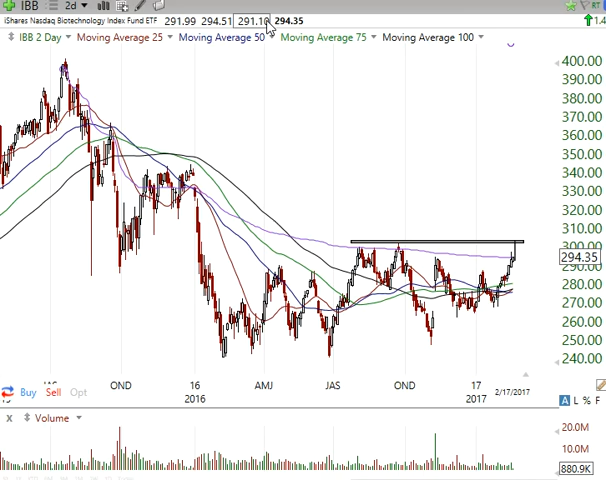 IBB 2d RT
iShares Nasdaq Biotechnology Index Fund ETF 291.99 294.51 291.10 294.35 1.4
IBB 2 Day Moving Average 25 Moving Average 50 Moving Average 75 Moving Average 100
400.00
390.00
380.00
370.00
360.00
350.00
340.00
330.00
320.00
310.00
300.00
294.35
290.00
280.00
270.00
260.00
250.00
240.00
JAS OND 16 AMJ JAS OND 17
2016 2017 2/17/2017
Buy Sell Opt A L % F
X Volume
20.0M
10.0M
880.9K